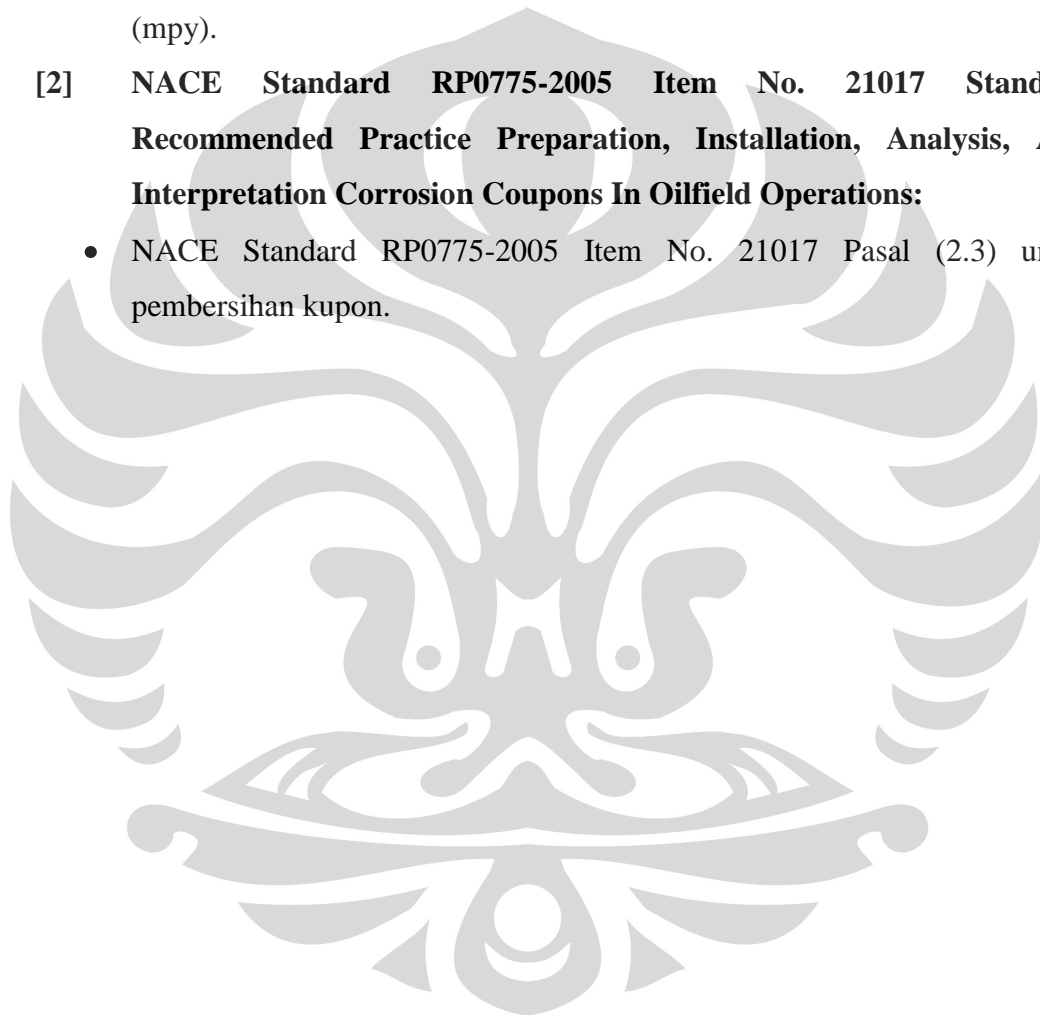 (mpy).
[2] NACE Standard RP0775-2005 Item No. 21017 Stand
Recommended Practice Preparation, Installation, Analysis,
Interpretation Corrosion Coupons In Oilfield Operations:
• NACE Standard RP0775-2005 Item No. 21017 Pasal (2.3) un
pembersihan kupon.